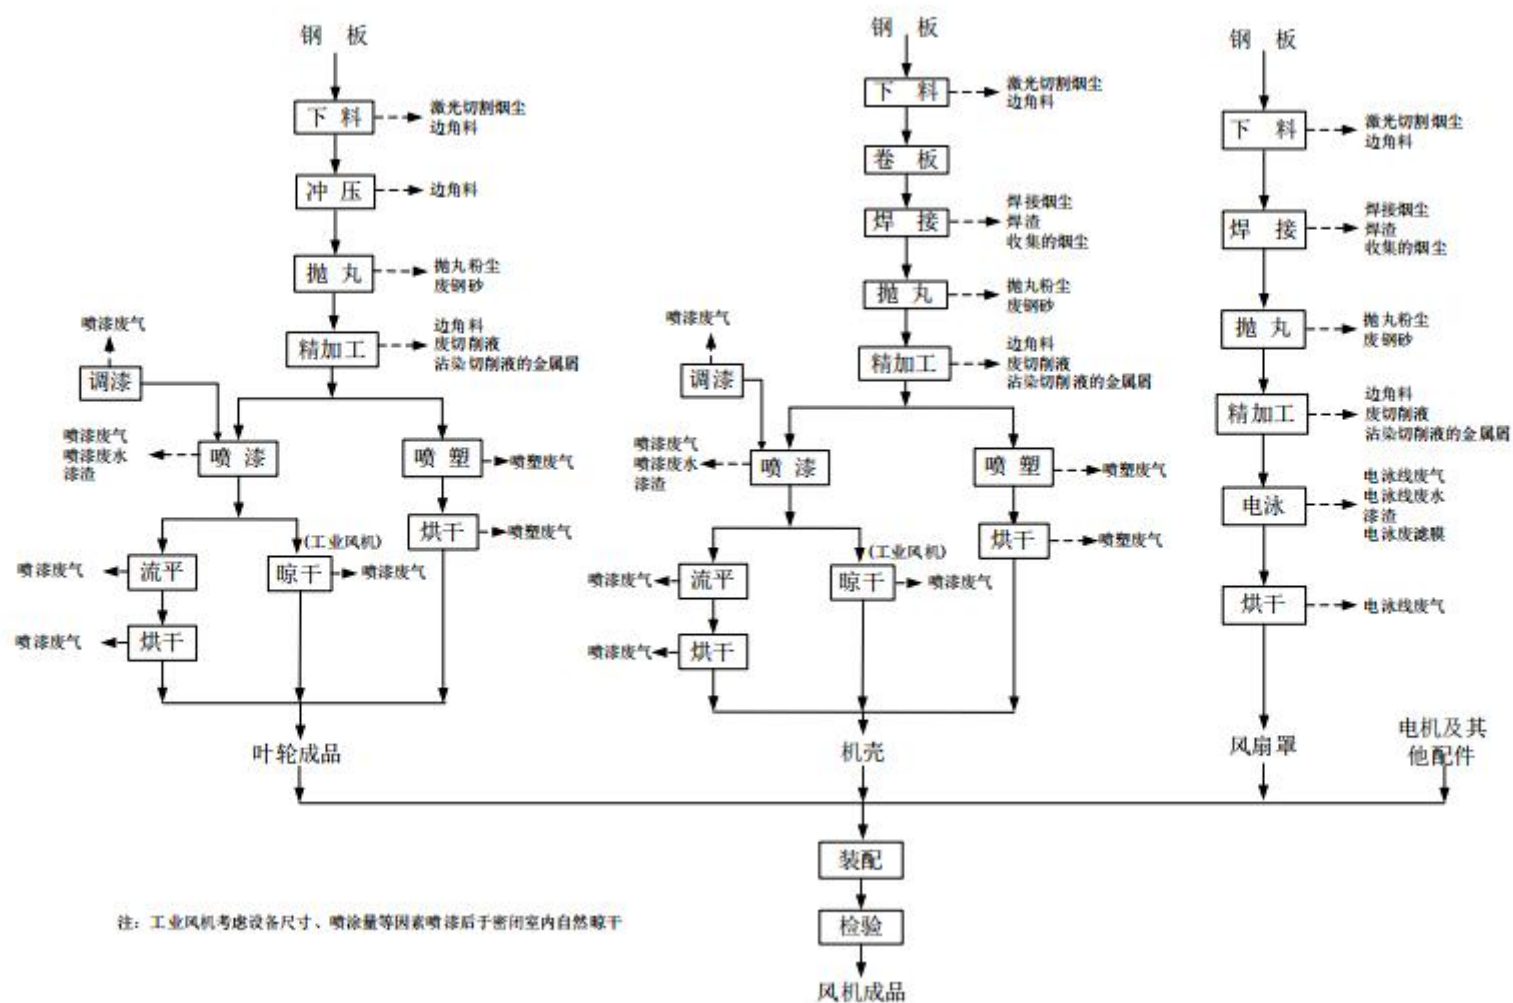 钢 板
下 料
激光切割烟尘
边角料
冲 压
边角料
抛 丸
抛丸粉尘
废钢砂
精加工
边角料
废切削液
沾染切削液的金属屑
喷漆废气
调漆
喷漆废气
喷漆废水
漆渣
喷 漆
喷 塑
喷塑废气
烘干
喷塑废气
(工业风机)
喷漆废气
流平
晾干
喷漆废气
喷漆废气
烘干
叶轮成品
钢 板
下 料
激光切割烟尘
边角料
卷 板
焊 接
焊接烟尘
焊渣
收集的烟尘
抛 丸
抛丸粉尘
废钢砂
精加工
边角料
废切削液
沾染切削液的金属屑
喷漆废气
调漆
喷漆废气
喷漆废水
漆渣
喷 漆
喷 塑
喷塑废气
烘干
喷塑废气
(工业风机)
喷漆废气
流平
晾干
喷漆废气
喷漆废气
烘干
机壳
钢 板
下 料
激光切割烟尘
边角料
焊 接
焊接烟尘
焊渣
收集的烟尘
抛 丸
抛丸粉尘
废钢砂
精加工
边角料
废切削液
沾染切削液的金属屑
电泳
电泳线废气
电泳线废水
漆渣
电泳废滤膜
烘干
电泳线废气
风扇罩
电机及其
他配件
装配
检验
风机成品
注：工业风机考虑设备尺寸、喷涂量等因素喷漆后于密闭室内自然晾干